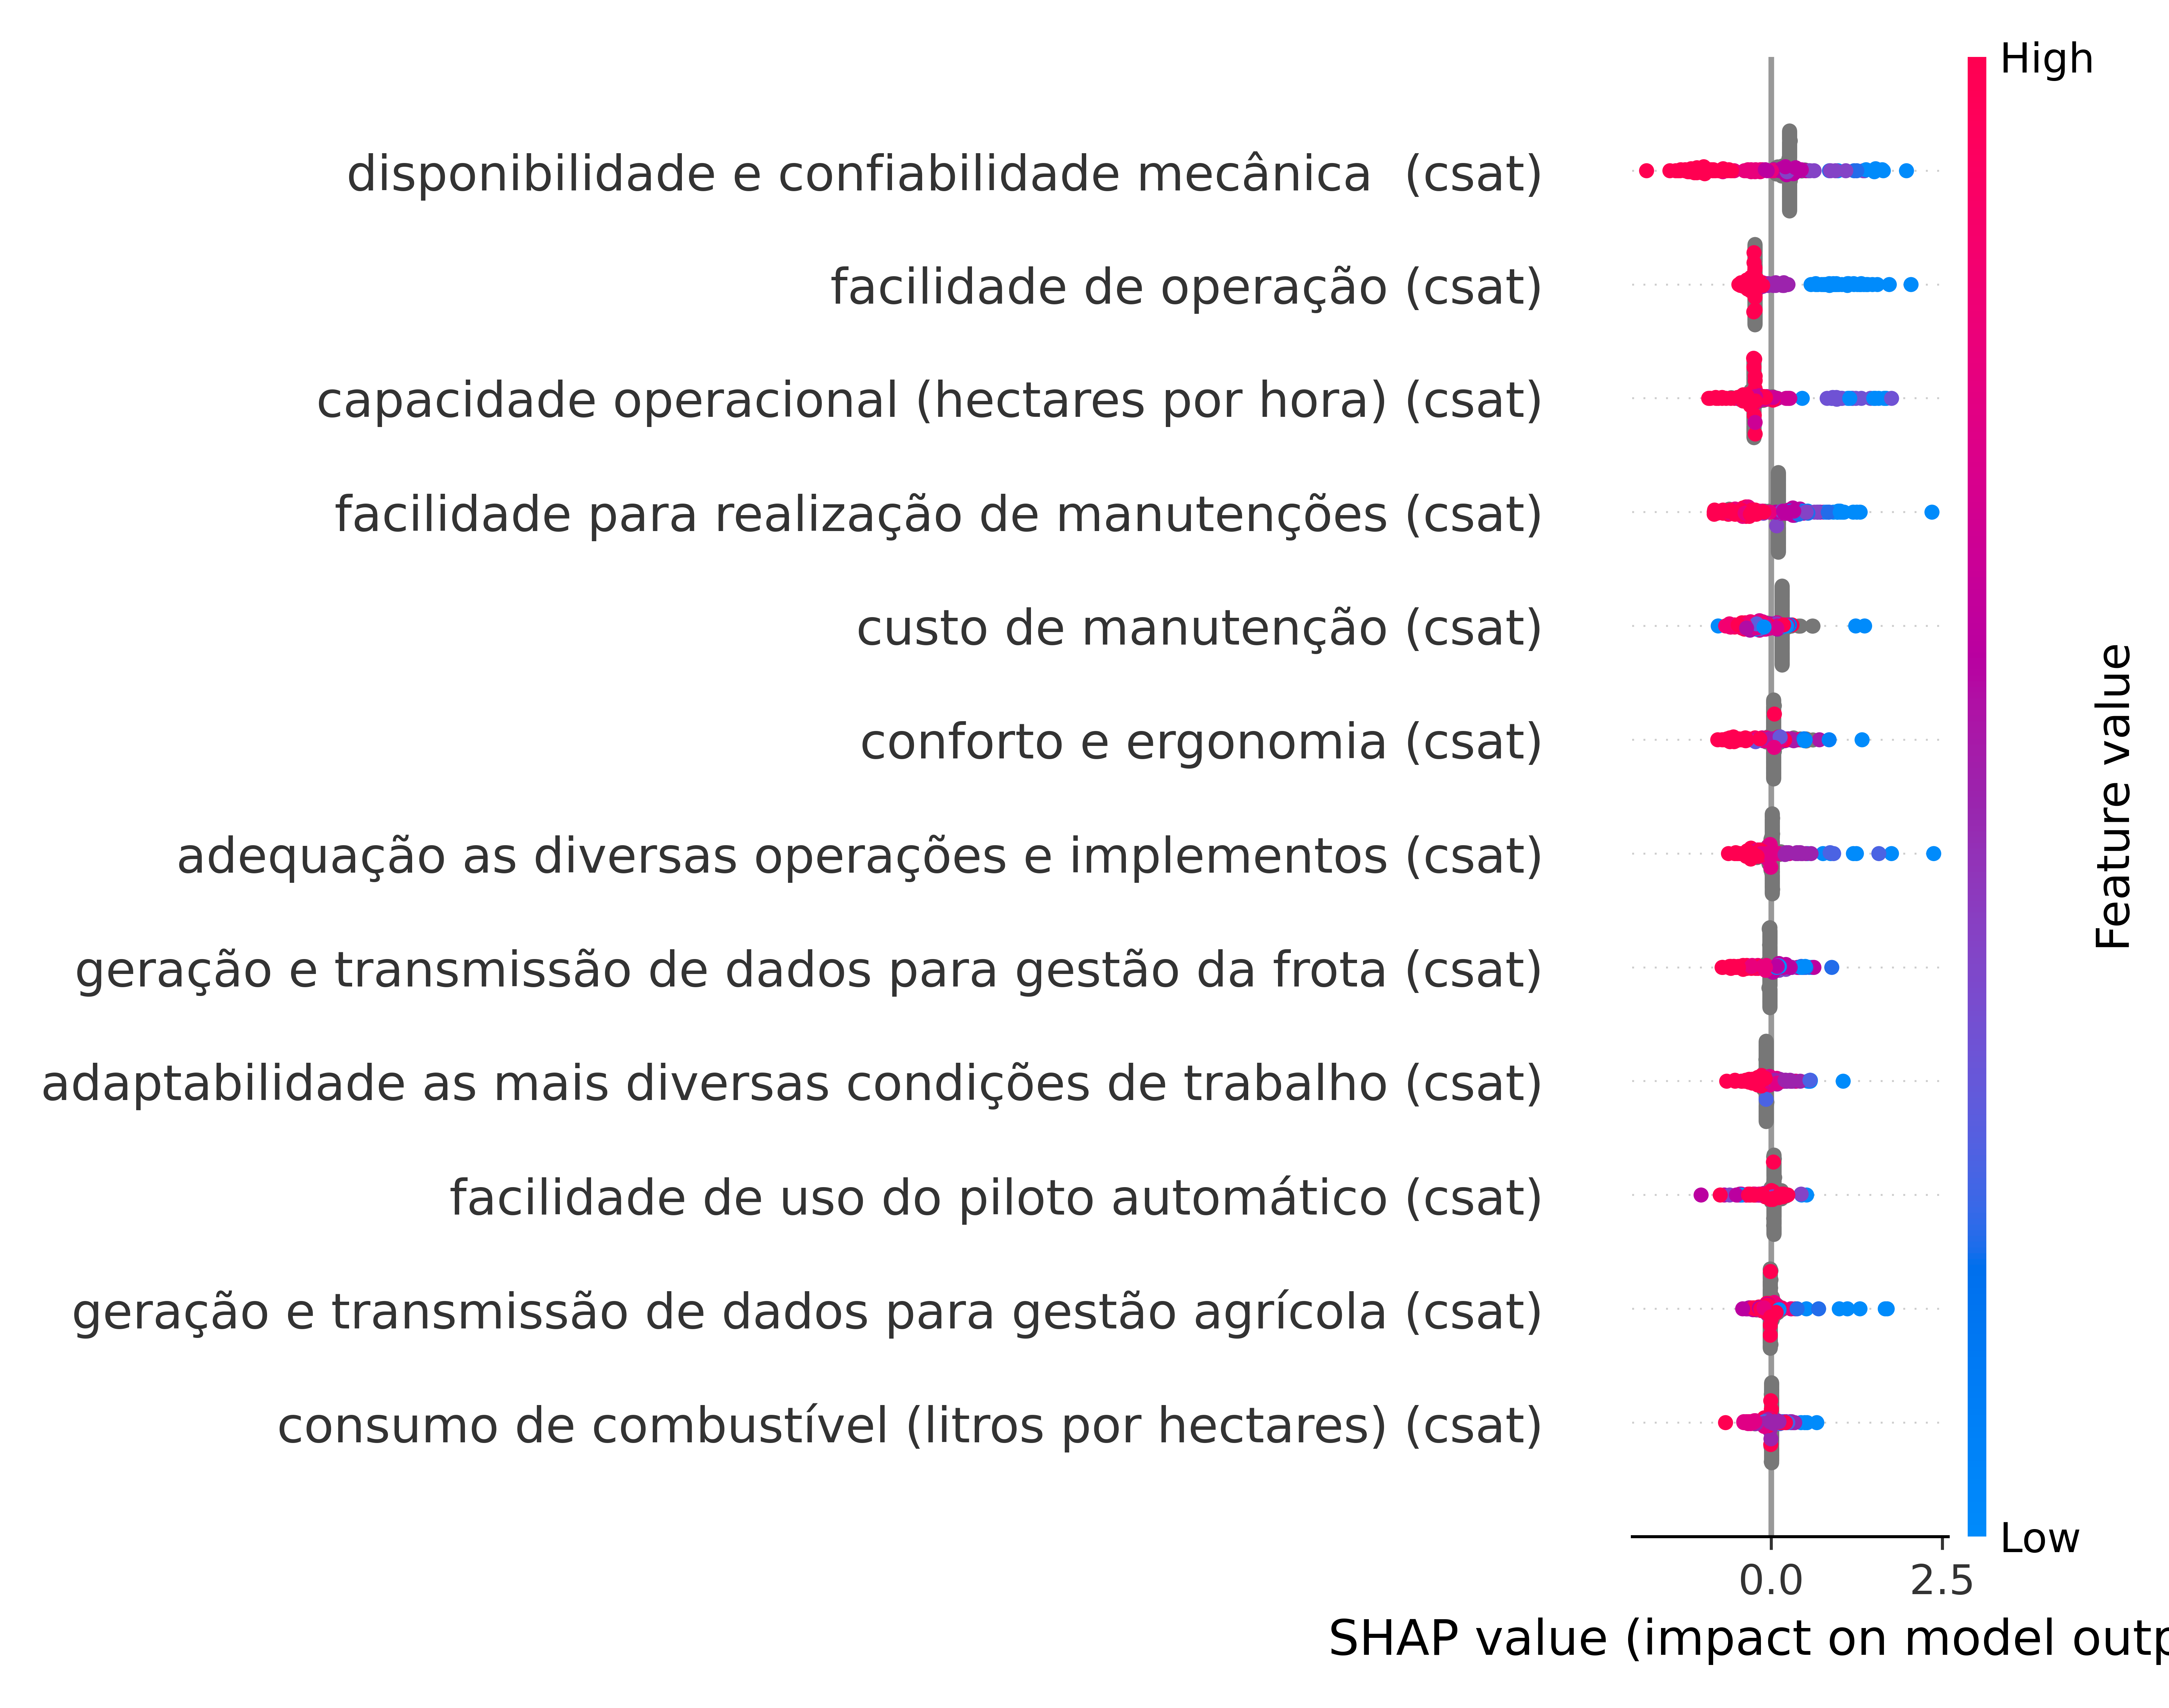 High
disponibilidade e confiabilidade mecânica  (csat)
facilidade de operação (csat)
capacidade operacional (hectares por hora) (csat)
facilidade para realização de manutenções (csat)
custo de manutenção (csat)
conforto e ergonomia (csat)
adequação as diversas operações e implementos (csat)
geração e transmissão de dados para gestão da frota (csat)
adaptabilidade as mais diversas condições de trabalho (csat)
facilidade de uso do piloto automático (csat)
geração e transmissão de dados para gestão agrícola (csat)
consumo de combustível (litros por hectares) (csat)
Feature value
Low
0.0 2.5
SHAP value (impact on model outp